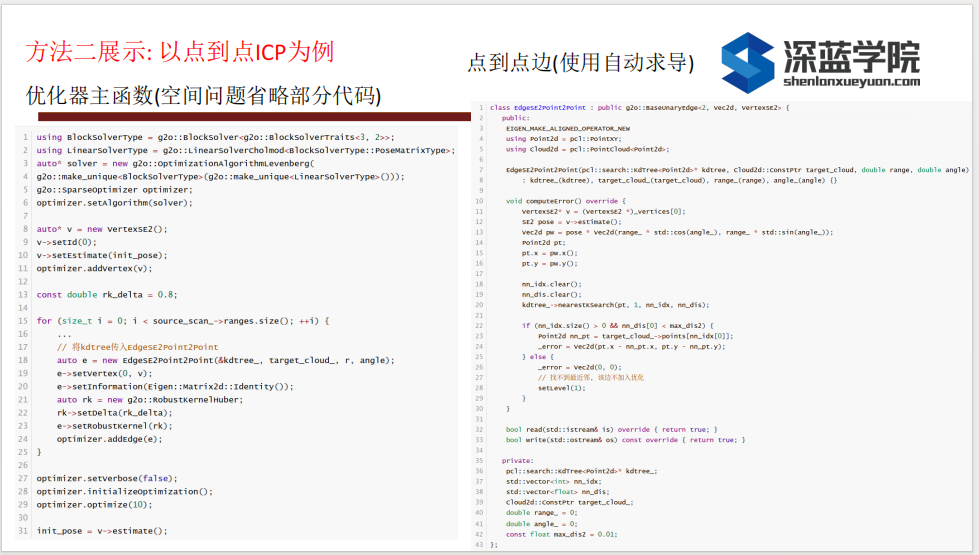 方法二展示: 以点到点ICP为例
优化器主函数(空间问题省略部分代码)
1 using BlockSolverType = g2o::BlockSolver<g2o::BlockSolverTraits<3, 2>>;
2 using LinearSolverType = g2o::LinearSolverCholmod<BlockSolverType::PoseMatrixType>;
3 auto* solver = new g2o::OptimizationAlgorithmLevenberg(
4 g2o::make_unique<BlockSolverType>(g2o::make_unique<LinearSolverType>()));
5 g2o::SparseOptimizer optimizer;
6 optimizer.setAlgorithm(solver);
7
8 auto* v = new VertexSE2();
9 v->setId(0);
10 v->setEstimate(init_pose);
11 optimizer.addVertex(v);
12
13 const double rk_delta = 0.8;
14
15 for (size_t i = 0; i < source_scan_->ranges.size(); ++i) {
16 ...
17 // 将kdtree传入EdgeSE2Point2Point
18 auto e = new EdgeSE2Point2Point(&kdtree_, target_cloud_, r, angle);
19 e->setVertex(0, v);
20 e->setInformation(Eigen::Matrix2d::Identity());
21 auto rk = new g2o::RobustKernelHuber;
22 rk->setDelta(rk_delta);
23 e->setRobustKernel(rk);
24 optimizer.addEdge(e);
25 }
26
27 optimizer.setVerbose(false);
28 optimizer.initializeOptimization();
29 optimizer.optimize(10);
30
31 init_pose = v->estimate();
点到点边(使用自动求导)
深蓝学院
shenlanxueyuan.com
1 class EdgeSE2Point2Point : public g2o::BaseUnaryEdge<2, Vec2d, VertexSE2> {
2 public:
3 EIGEN_MAKE_ALIGNED_OPERATOR_NEW
4 using Point2d = pcl::PointXY;
5 using Cloud2d = pcl::PointCloud<Point2d>;
6
7 EdgeSE2Point2Point(pcl::search::KdTree<Point2d>* kdtree, Cloud2d::ConstPtr target_cloud, double range, double angle)
8 : kdtree_(kdtree), target_cloud_(target_cloud), range_(range), angle_(angle) {}
9
10 void computeError() override {
11 VertexSE2* v = (VertexSE2 *)_vertices[0];
12 SE2 pose = v->estimate();
13 Vec2d pw = pose * Vec2d(range_ * std::cos(angle_), range_ * std::sin(angle_));
14 Point2d pt;
15 pt.x = pw.x();
16 pt.y = pw.y();
17
18 nn_idx.clear();
19 nn_dis.clear();
20 kdtree_->nearestKSearch(pt, 1, nn_idx, nn_dis);
21
22 if (nn_idx.size() > 0 && nn_dis[0] < max_dis2) {
23 Point2d nn_pt = target_cloud_->points[nn_idx[0]];
24 _error = Vec2d(pt.x - nn_pt.x, pt.y - nn_pt.y);
25 } else {
26 _error = Vec2d(0, 0);
27 // 找不到最近邻, 该边不加入优化
28 setLevel(1);
29 }
30 }
31
32 bool read(std::istream& is) override { return true; }
33 bool write(std::ostream& os) const override { return true; }
34
35 private:
36 pcl::search::KdTree<Point2d>* kdtree_;
37 std::vector<int> nn_idx;
38 std::vector<float> nn_dis;
39 Cloud2d::ConstPtr target_cloud_;
40 double range_ = 0;
41 double angle_ = 0;
42 const float max_dis2 = 0.01;
43 };